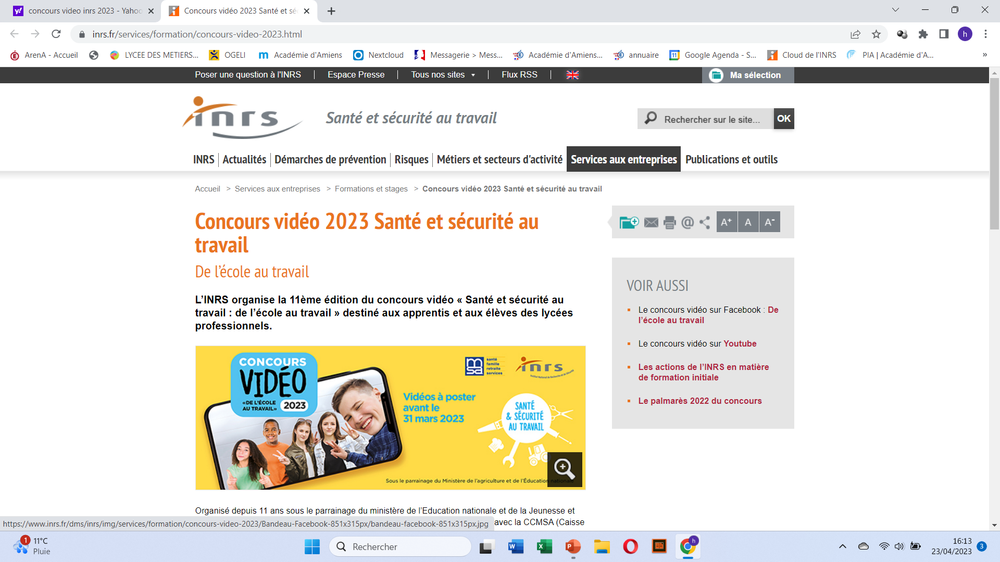 concours video inrs 2023 - Yahoo
Concours vidéo 2023 Santé et sé
inrs.fr/services/formation/concours-video-2023.html
h
ArenA - Accueil
LYCEE DES METIERS...
OGELI
Académie d'Amiens
Nextcloud
Messagerie > Mess...
Académie d'Amiens...
annuaire
11
Google Agenda - S...
Cloud de l'INRS
PIA | Académie d'A...
»
Poser une question à l'INRS
Espace Presse
Tous nos sites
Flux RSS
Ma sélection
inrs
Santé et sécurité au travail
Rechercher sur le site...
OK
INRS
Actualités
Démarches de prévention
Risques
Métiers et secteurs d'activité
Services aux entreprises
Publications et outils
Accueil > Services aux entreprises > Formations et stages > Concours vidéo 2023 Santé et sécurité au travail
Concours vidéo 2023 Santé et sécurité au
travail
De l'école au travail
L'INRS organise la 11ème édition du concours vidéo « Santé et sécurité au
travail : de l'école au travail » destiné aux apprentis et aux élèves des lycées
professionnels.
CONCOURS
VIDÉO
«DE L'ÉCOLE
AU TRAVAIL»
2023
msa
santé
famille
retraite
services
inrs
Vidéos à poster
avant le
31 mars 2023
SANTÉ
& SÉCURITÉ
AU TRAVAIL
Sous le parrainage du Ministère de l'agriculture et de l'Éducation nationale
Organisé depuis 11 ans sous le parrainage du ministère de l'Education nationale et de la Jeunesse et
avec la CCMSA (Caisse
A+ A A-
VOIR AUSSI
Le concours vidéo sur Facebook : De
l'école au travail
Le concours vidéo sur Youtube
Les actions de l'INRS en matière
de formation initiale
Le palmarès 2022 du concours
https://www.inrs.fr/dms/inrs/img/services/formation/concours-video-2023/Bandeau-Facebook-851x315px/bandeau-facebook-851x315px.jpg
1
11°C
Pluie
Rechercher
h
16:13
23/04/2023
3